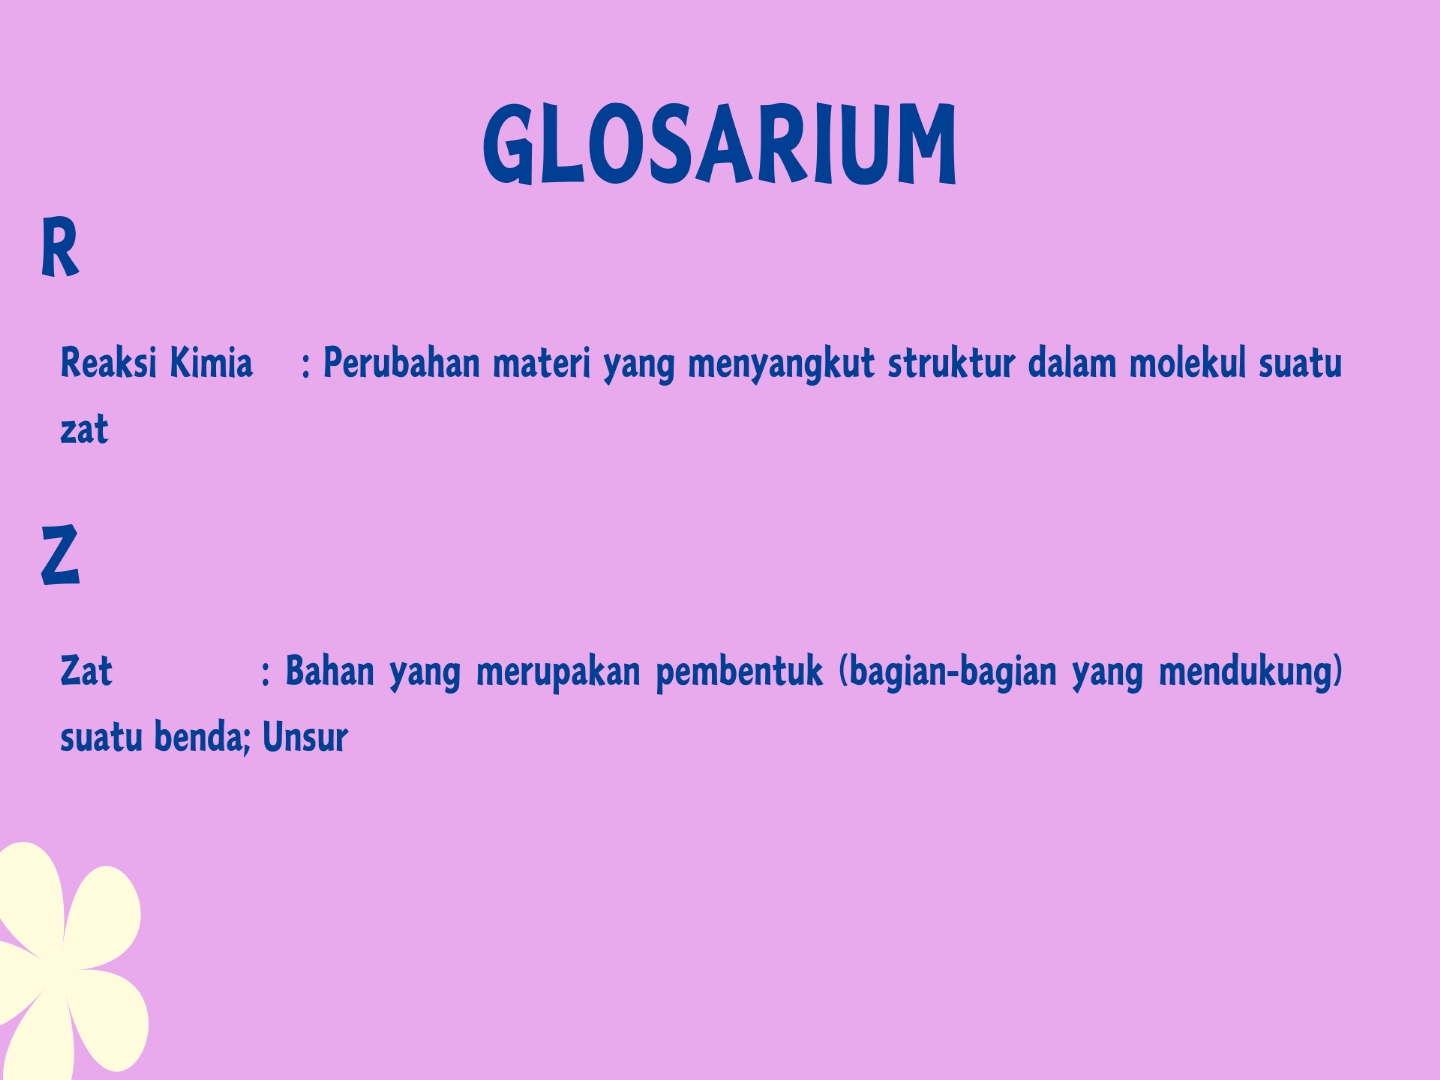 GLOSARIUM
R
Reaksi Kimia : Perubahan materi yang menyangkut struktur dalam molekul suatu
zat
Z
Zat : Bahan yang merupakan pembentuk (bagian-bagian yang mendukung)
suatu benda; Unsur